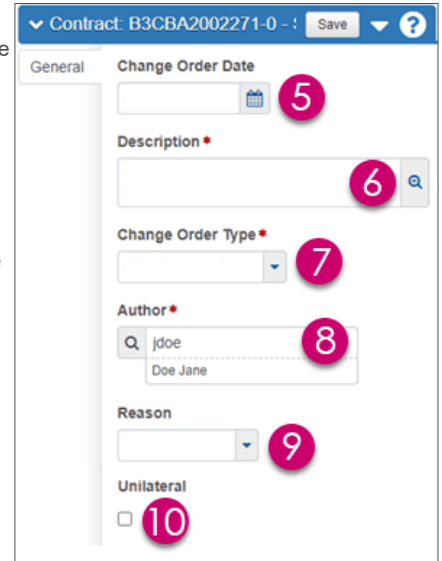 Contract: B3CBA2002271-0 - Save ?
e
General
Change Order Date
5
Description *
6
Change Order Type *
7
e
Author *
jdoe
8
Doe Jane
Reason
9
Unilateral
10